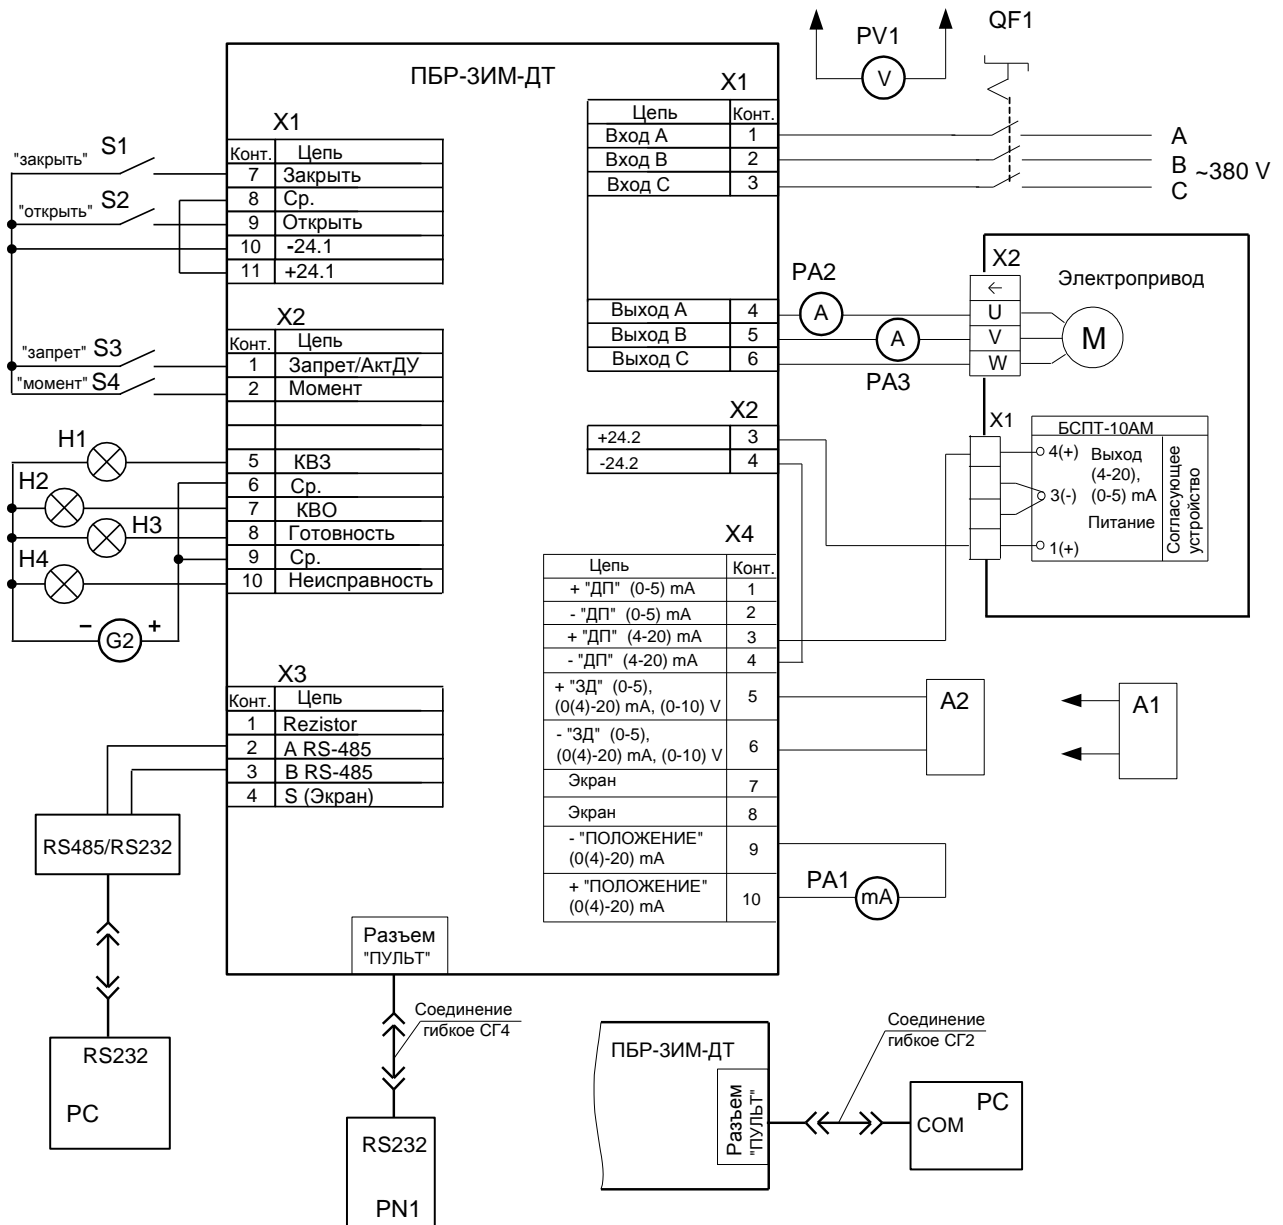 ПБР-3ИМ-ДТ
X1
Конт. Цепь
"закрыть" S1 7 Закрыть
8 Ср.
"открыть" S2 9 Открыть
10 -24.1
11 +24.1
X2
Конт. Цепь
"запрет" S3 1 Запрет/АктДУ
"момент" S4 2 Момент
H1 5 КВЗ
6 Ср.
H2 7 КВО
H3 8 Готовность
9 Ср.
H4 10 Неисправность
– G2 +
X3
Конт. Цепь
1 Rezistor
2 A RS-485
3 B RS-485
4 S (Экран)
RS485/RS232
RS232
PC
Разъем
"ПУЛЬТ"
Соединение
гибкое СГ4
RS232
PN1
X1
Цепь Конт.
Вход А 1
Вход В 2
Вход С 3
Выход А 4
Выход В 5
Выход С 6
X2
+24.2 3
-24.2 4
X4
Цепь Конт.
+ "ДП" (0-5) mA 1
- "ДП" (0-5) mA 2
+ "ДП" (4-20) mA 3
- "ДП" (4-20) mA 4
+ "ЗД" (0-5),
(0(4)-20) mA, (0-10) V 5
- "ЗД" (0-5),
(0(4)-20) mA, (0-10) V 6
Экран 7
Экран 8
- "ПОЛОЖЕНИЕ"
(0(4)-20) mA 9
+ "ПОЛОЖЕНИЕ"
(0(4)-20) mA 10
PV1
V
QF1
A
B ~380 V
C
PA2
A
A
PA3
X2
Электропривод
U
V
W
M
X1
БСПТ-10АМ
4(+) Выход
(4-20),
3(-) (0-5) mA
Питание
1(+)
Согласующее
устройство
A2
A1
PA1
mA
ПБР-3ИМ-ДТ
Разъем
"ПУЛЬТ"
Соединение
гибкое СГ2
PC
COM